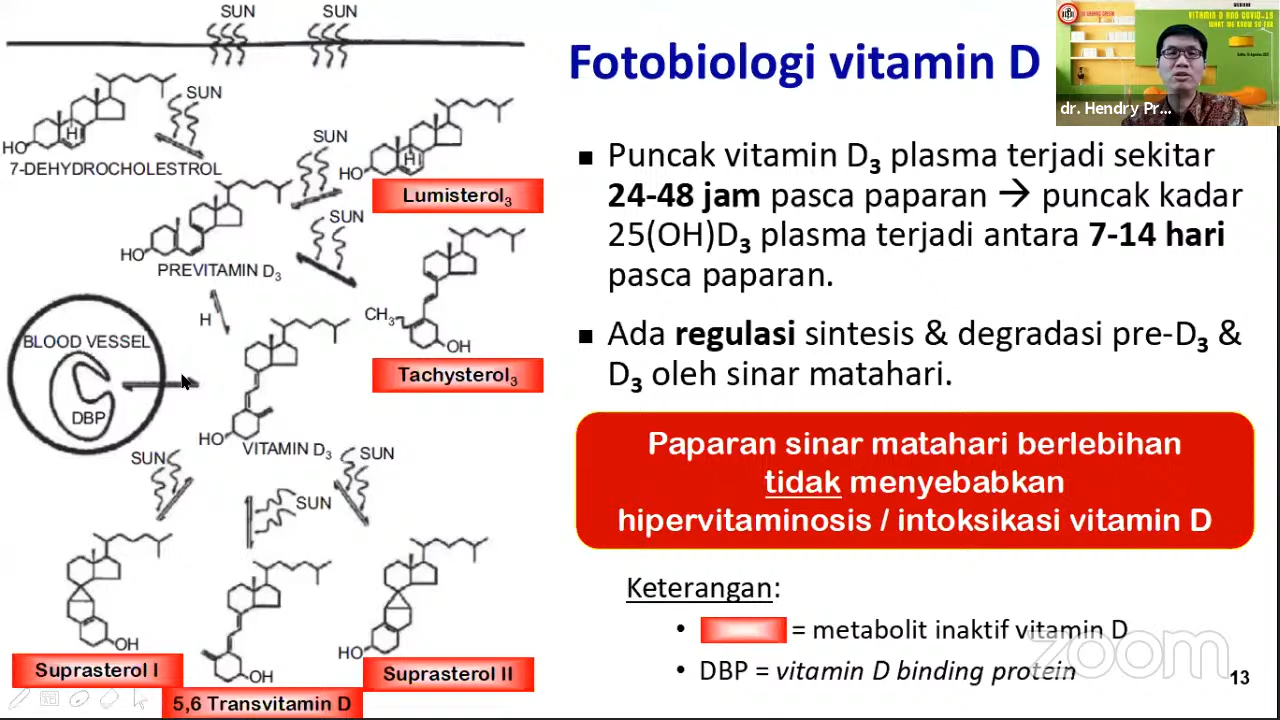 SUN
SUN
SUN
HO
H
7-DEHYDROCHOLESTROL
SUN
HO
H
Lumisterol₃
SUN
HO
PREVITAMIN D₃
CH₃
OH
Tachysterol₃
H
BLOOD VESSEL
DBP
HO
VITAMIN D₃
SUN
SUN
SUN
OH
Suprasterol I
OH
5,6 Transvitamin D
HO
Suprasterol II
Fotobiologi vitamin D
▪ Puncak vitamin D₃ plasma terjadi sekitar
24-48 jam pasca paparan → puncak kadar
25(OH)D₃ plasma terjadi antara 7-14 hari
pasca paparan.
▪ Ada regulasi sintesis & degradasi pre-D₃ &
D₃ oleh sinar matahari.
Paparan sinar matahari berlebihan
tidak menyebabkan
hipervitaminosis / intoksikasi vitamin D
Keterangan:
• = metabolit inaktif vitamin D
• DBP = vitamin D binding protein
zoom
13
WEBINAR
VITAMIN D AND COVID-19
WHAT WE KNOW SO FAR
dr. Hendry Pr...